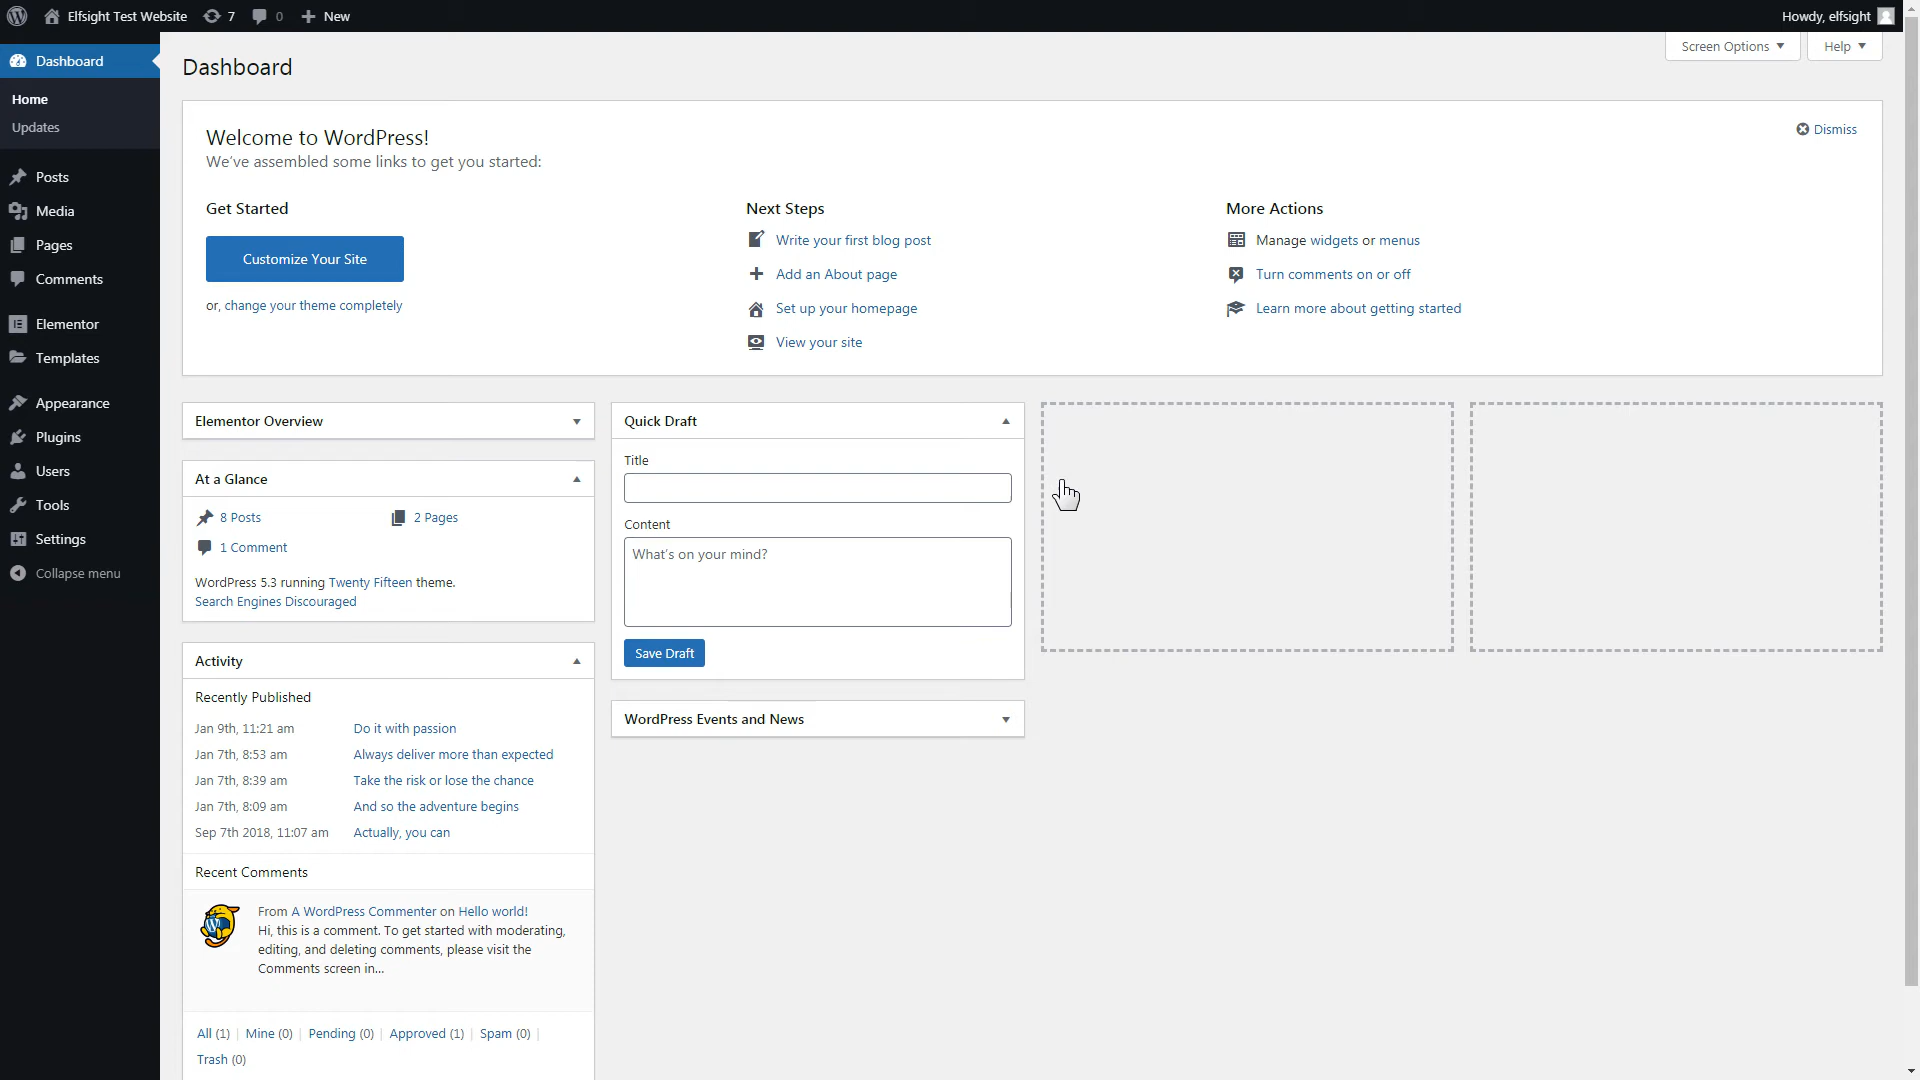 Elfsight Test Website 7 0 New Howdy, elfsight
Dashboard
Home
Updates
Posts
Media
Pages
Comments
Elementor
Templates
Appearance
Plugins
Users
Tools
Settings
Collapse menu
Screen Options Help
Dashboard
Welcome to WordPress!
We've assembled some links to get you started:
Dismiss
Get Started
Customize Your Site
or, change your theme completely
Next Steps
Write your first blog post
Add an About page
Set up your homepage
View your site
More Actions
Manage widgets or menus
Turn comments on or off
Learn more about getting started
Elementor Overview
At a Glance
8 Posts 2 Pages
1 Comment
WordPress 5.3 running Twenty Fifteen theme.
Search Engines Discouraged
Activity
Recently Published
Jan 9th, 11:21 am Do it with passion
Jan 7th, 8:53 am Always deliver more than expected
Jan 7th, 8:39 am Take the risk or lose the chance
Jan 7th, 8:09 am And so the adventure begins
Sep 7th 2018, 11:07 am Actually, you can
Recent Comments
From A WordPress Commenter on Hello world!
Hi, this is a comment. To get started with moderating,
editing, and deleting comments, please visit the
Comments screen in...
All (1) | Mine (0) | Pending (0) | Approved (1) | Spam (0) |
Trash (0)
Quick Draft
Title
Content
What's on your mind?
Save Draft
WordPress Events and News